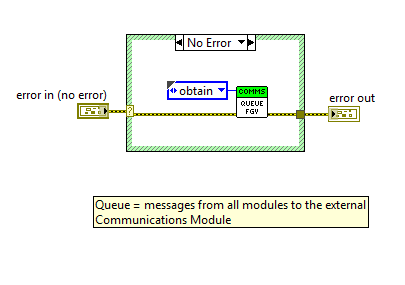 No Error
error in (no error)
obtain
COMMS
QUEUE
FGV
?
error out
Queue = messages from all modules to the external
Communications Module